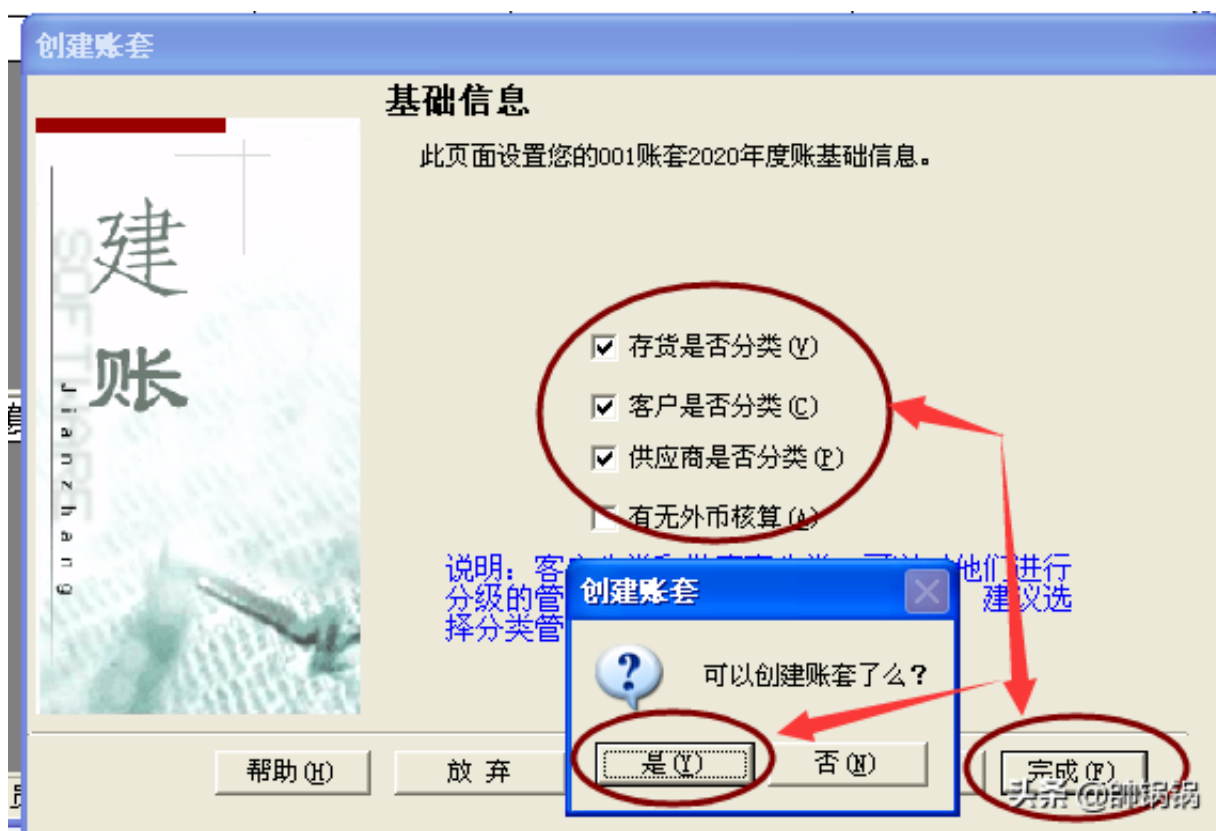 创建账套
基础信息
此页面设置您的001账套2020年度账基础信息。
建
账
SOFTWARE
Jianzhang
存货是否分类(Y)
客户是否分类(C)
供应商是否分类(P)
有无外币核算(A)
说明：客
他们进行
分级的管
建议选
择分类管
创建账套
可以创建账套了么？
是(Y)
否(N)
帮助(H)
放 弃
完成(F)
头条 @帥锅锅